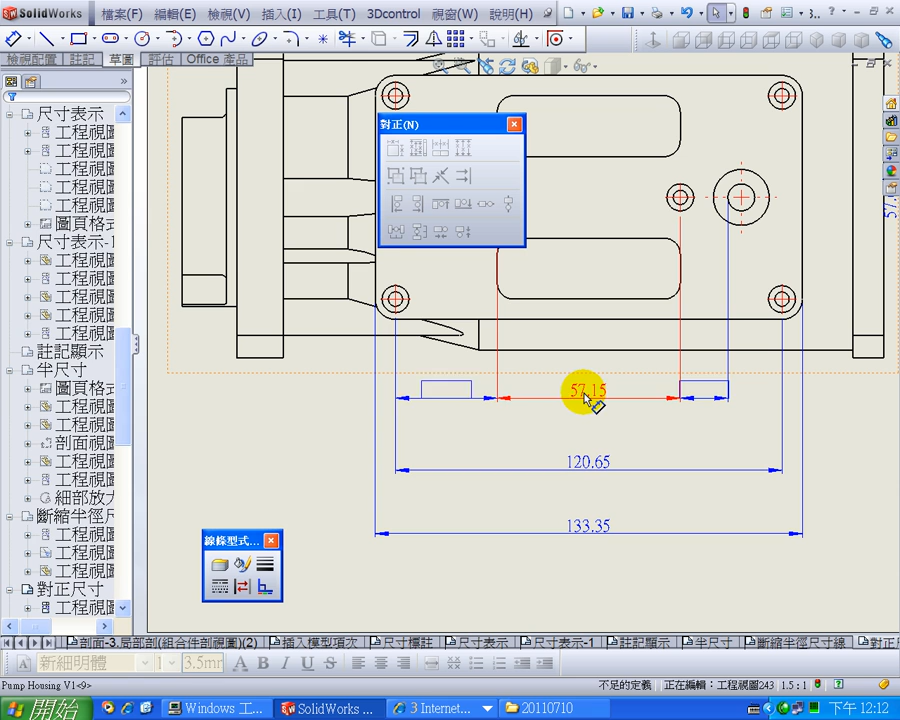 SolidWorks 檔案(F) 編輯(E) 檢視(V) 插入(I) 工具(T) 3Dcontrol 視窗(W) 說明(H) 3..
檢視配置 註記 草圖 評估 Office 產品
尺寸表示
工程視圖
工程視圖
工程視圖
工程視圖
工程視圖
圖頁格式
尺寸表示-1
工程視圖
工程視圖
工程視圖
工程視圖
工程視圖
註記顯示
半尺寸
圖頁格式
工程視圖
工程視圖
剖面視圖
工程視圖
工程視圖
細部放大
斷縮半徑尺
工程視圖
工程視圖
工程視圖
對正尺寸
工程視圖
對正(N)
57.15
120.65
133.35
線條型式...
剖面-3.局部剖(組合件剖視圖)(2) 插入模型項次 尺寸標註 尺寸表示 尺寸表示-1 註記顯示 半尺寸 斷縮半徑尺寸線 對正
新細明體 3.5mm A B I U S
Pump Housing V1<9> 不足的定義 正在編輯：工程視圖243 1.5 : 1
開始 Windows 工... SolidWorks ... 3 Internet... 20110710 下午 12:12